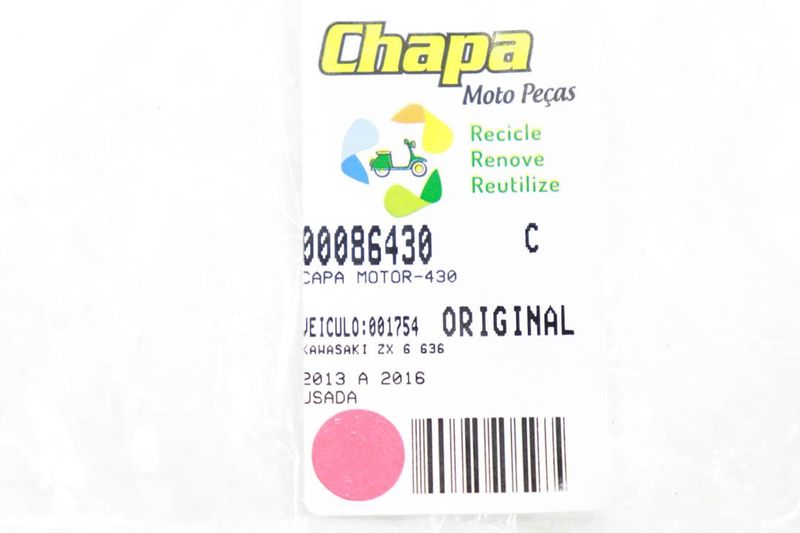 Chapa
Moto Peças
Recicle
Renove
Reutilize
00086430 C
CAPA MOTOR-430
VEICULO:001754 ORIGINAL
KAWASAKI ZX 6 636
2013 A 2016
USADA